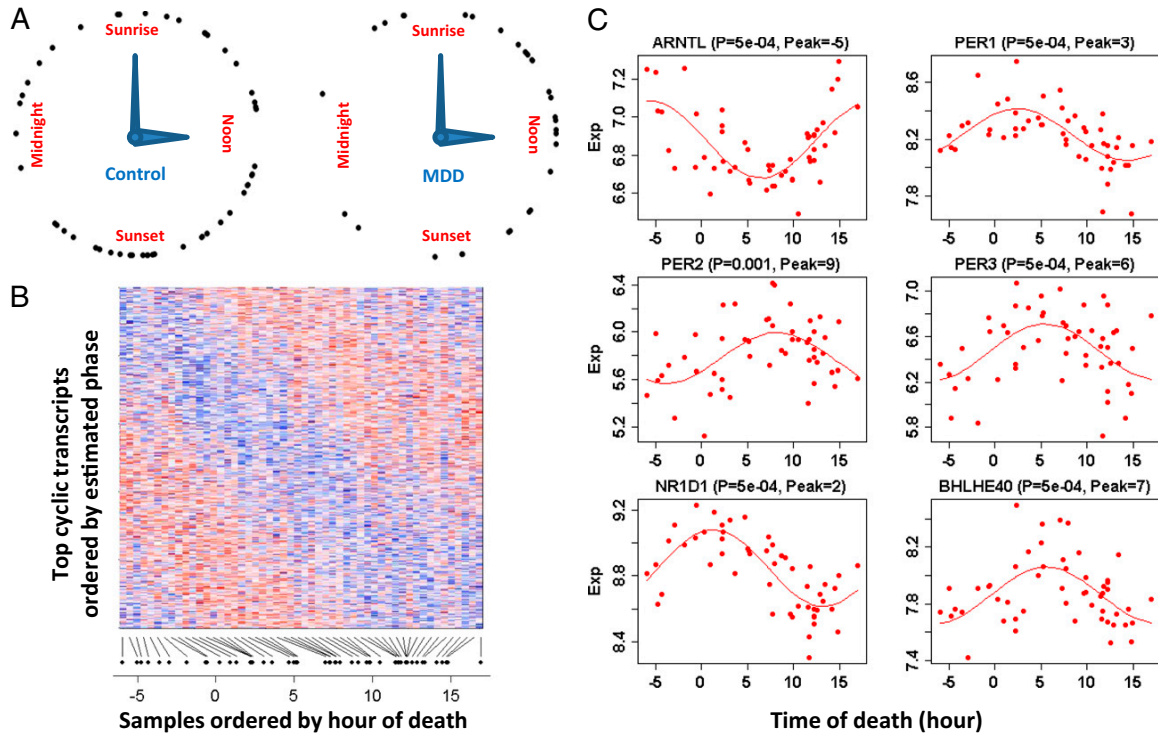 A
Sunrise
Midnight
Noon
Control
Sunset
Sunrise
Midnight
Noon
MDD
Sunset
B
Top cyclic transcripts
ordered by estimated phase
-5 0 5 10 15
Samples ordered by hour of death
C
ARNTL (P=5e-04, Peak=-5)
Exp
7.2
7.0
6.8
6.6
-5 0 5 10 15
PER1 (P=5e-04, Peak=3)
8.6
8.2
7.8
-5 0 5 10 15
PER2 (P=0.001, Peak=9)
Exp
6.4
6.0
5.6
5.2
-5 0 5 10 15
PER3 (P=5e-04, Peak=6)
7.0
6.6
6.2
5.8
-5 0 5 10 15
NR1D1 (P=5e-04, Peak=2)
Exp
9.2
8.8
8.4
-5 0 5 10 15
BHLHE40 (P=5e-04, Peak=7)
8.2
7.8
7.4
-5 0 5 10 15
Time of death (hour)